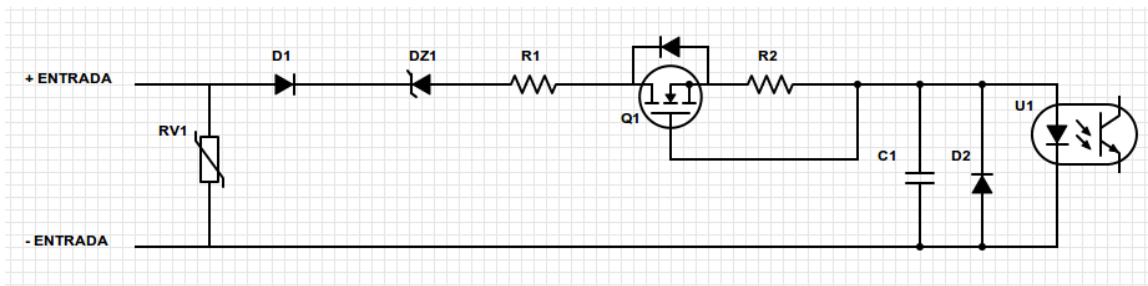 D1
DZ1
R1
R2
+ ENTRADA
U1
Q1
RV1
C1
D2
- ENTRADA